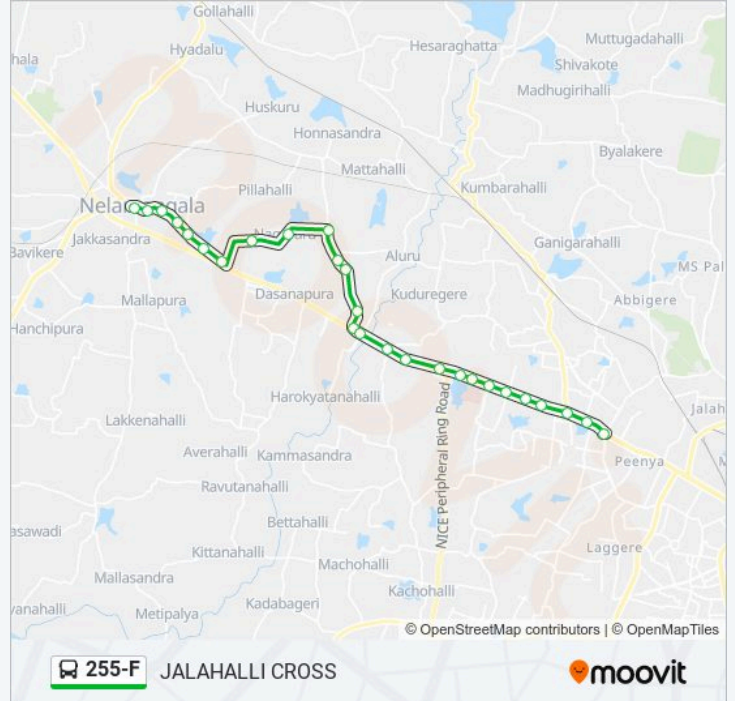 Gollahalli
Muttugadahalli
Hesaraghatta
Hyadalu
Shivakote
hala
Madhugirihalli
Huskuru
Honnasandra
Byalakere
Mattahalli
Pillahalli
Kumbarahalli
Jakkasandra
Ganigarahalli
Bavikere
Aluru
MS Pal
Dasanapura
Kuduregere
Mallapura
Abbigere
Hanchipura
Harokyatanahalli
Jalah
Lakkenahalli
NICE Peripheral Ring Road
Averahalli
Kammasandra
Peenya
Ravutanahalli
Bettahalli
asawadi
Kittanahalli
Laggere
Machohalli
Mallasandra
Kachohalli
Kadabageri
vanahalli
Metipalya
© OpenStreetMap contributors | © OpenMapTiles
255-F JALAHALLI CROSS
moovit